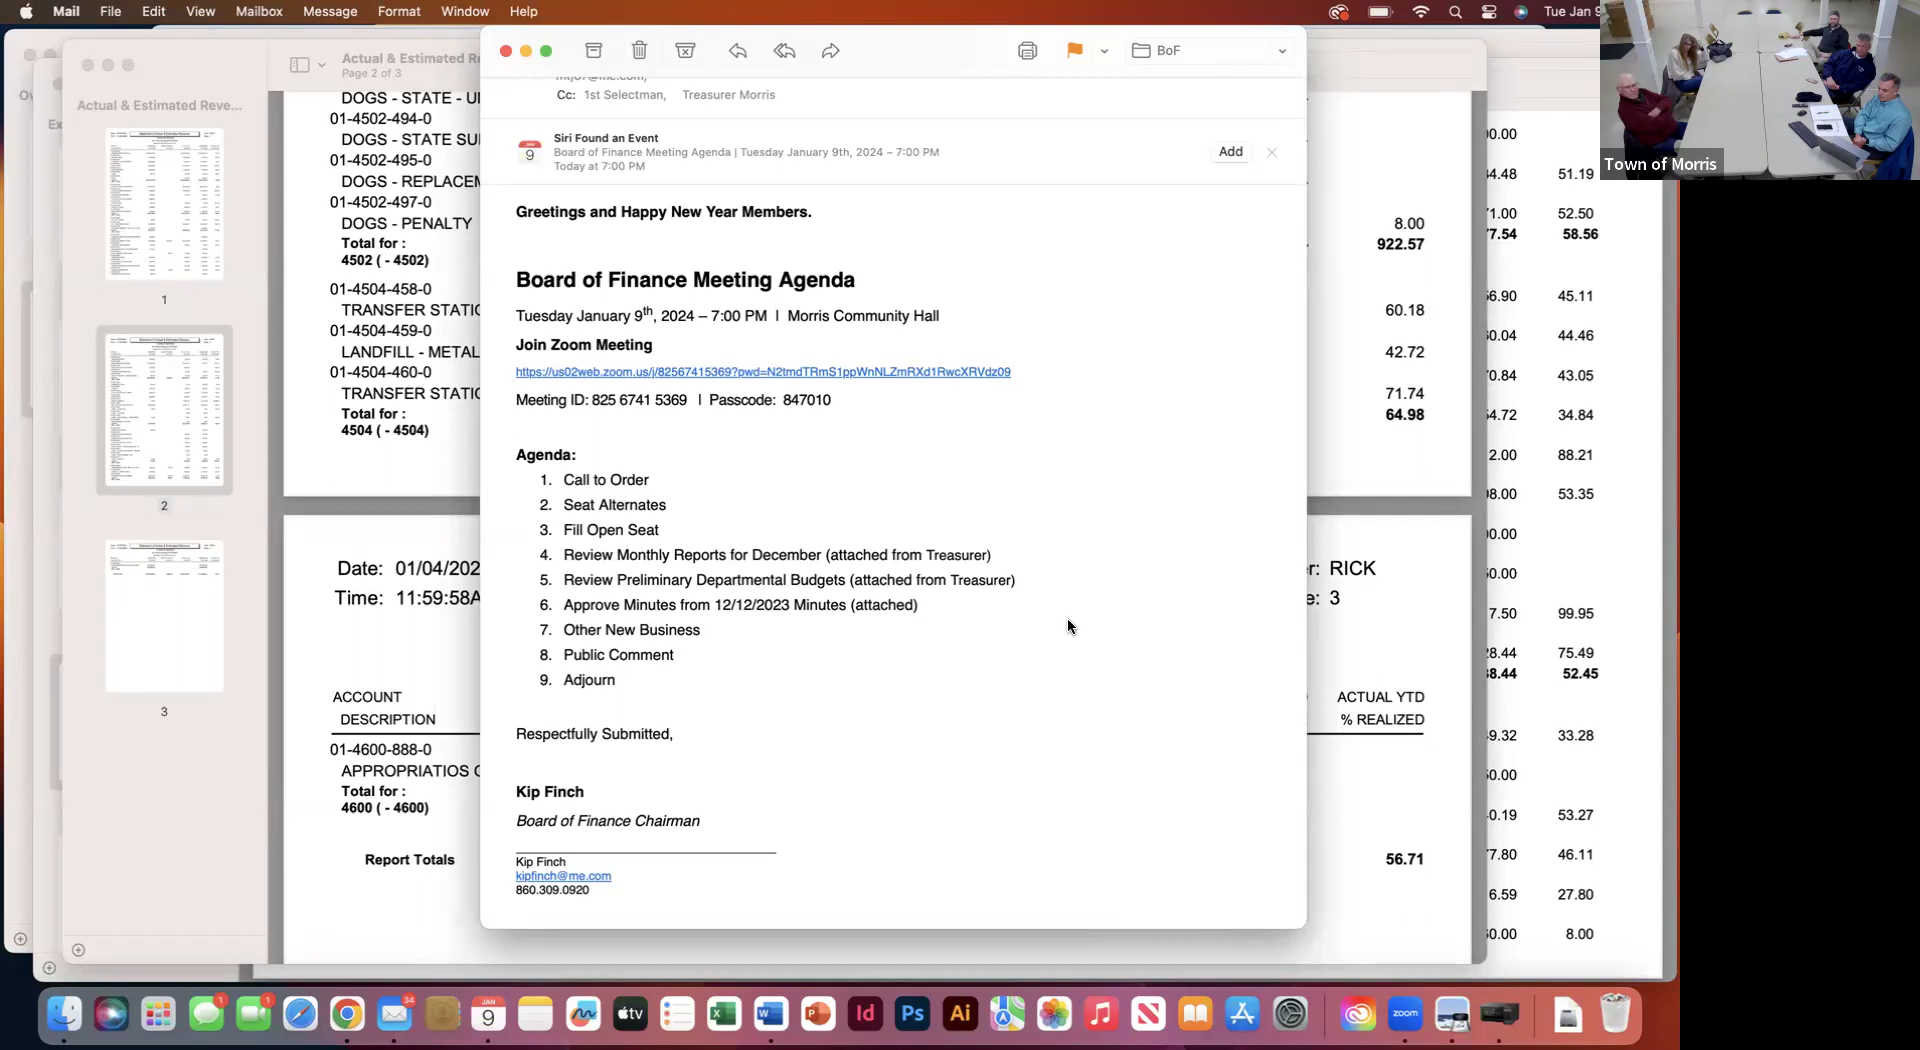 Mail File Edit View Mailbox Message Format Window Help
Tue Jan 9
Actual & Estimated Reve...
1
2
3
Actual & Estimated Re
Page 2 of 3
DOGS - STATE - U
01-4502-494-0
DOGS - STATE SU
01-4502-495-0
DOGS - REPLACEM
01-4502-497-0
DOGS - PENALTY
Total for :
4502 ( - 4502)
01-4504-458-0
TRANSFER STATIO
01-4504-459-0
LANDFILL - METAL
01-4504-460-0
TRANSFER STATIO
Total for :
4504 ( - 4504)
Date: 01/04/202
Time: 11:59:58A
ACCOUNT
DESCRIPTION
01-4600-888-0
APPROPRIATIOS
Total for :
4600 ( - 4600)
Report Totals
BoF
Cc: 1st Selectman, Treasurer Morris
JAN
9
Siri Found an Event
Board of Finance Meeting Agenda | Tuesday January 9th, 2024 – 7:00 PM
Today at 7:00 PM
Add
Greetings and Happy New Year Members.
Board of Finance Meeting Agenda
Tuesday January 9th, 2024 – 7:00 PM | Morris Community Hall
Join Zoom Meeting
https://us02web.zoom.us/j/82567415369?pwd=N2tmdTRmS1ppWnNLZmRXd1RwcXRVdz09
Meeting ID: 825 6741 5369 | Passcode: 847010
Agenda:
1. Call to Order
2. Seat Alternates
3. Fill Open Seat
4. Review Monthly Reports for December (attached from Treasurer)
5. Review Preliminary Departmental Budgets (attached from Treasurer)
6. Approve Minutes from 12/12/2023 Minutes (attached)
7. Other New Business
8. Public Comment
9. Adjourn
Respectfully Submitted,
Kip Finch
Board of Finance Chairman
Kip Finch
kipfinch@me.com
860.309.0920
8.00
922.57
60.18
42.72
71.74
64.98
r: RICK
e: 3
ACTUAL YTD
% REALIZED
56.71
Town of Morris
51.19
52.50
58.56
45.11
44.46
43.05
34.84
88.21
53.35
99.95
75.49
52.45
33.28
53.27
46.11
27.80
8.00
1
1
34
JAN
9
tv
Id
Ps
Ai
zoom